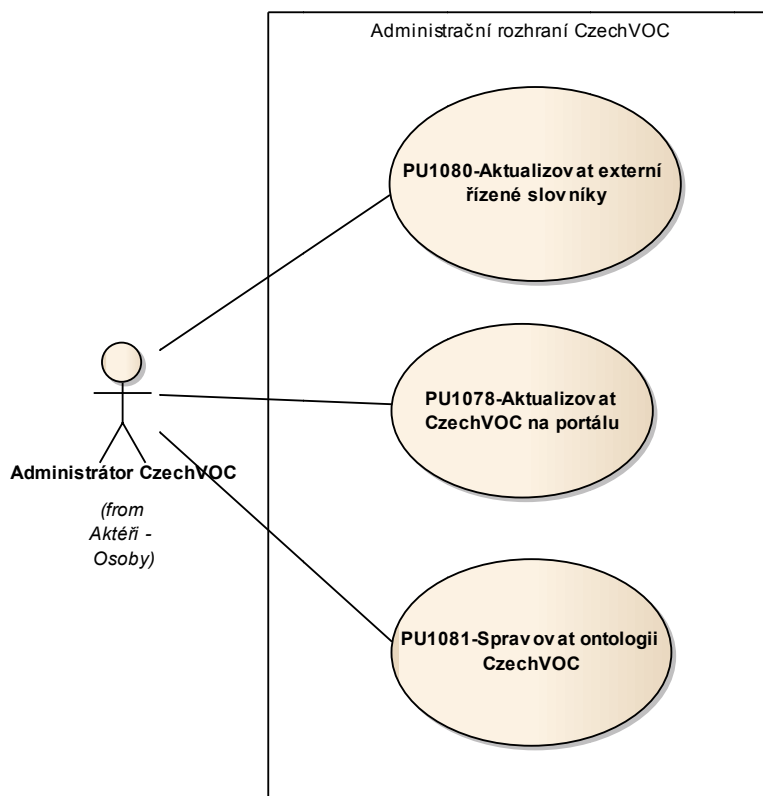 Administrační rozhraní CzechVOC
PU1080-Aktualizovat externí
řízené slovníky
PU1078-Aktualizovat
CzechVOC na portálu
Administrátor CzechVOC
(from
Aktéři -
Osoby)
PU1081-Spravovat ontologii
CzechVOC